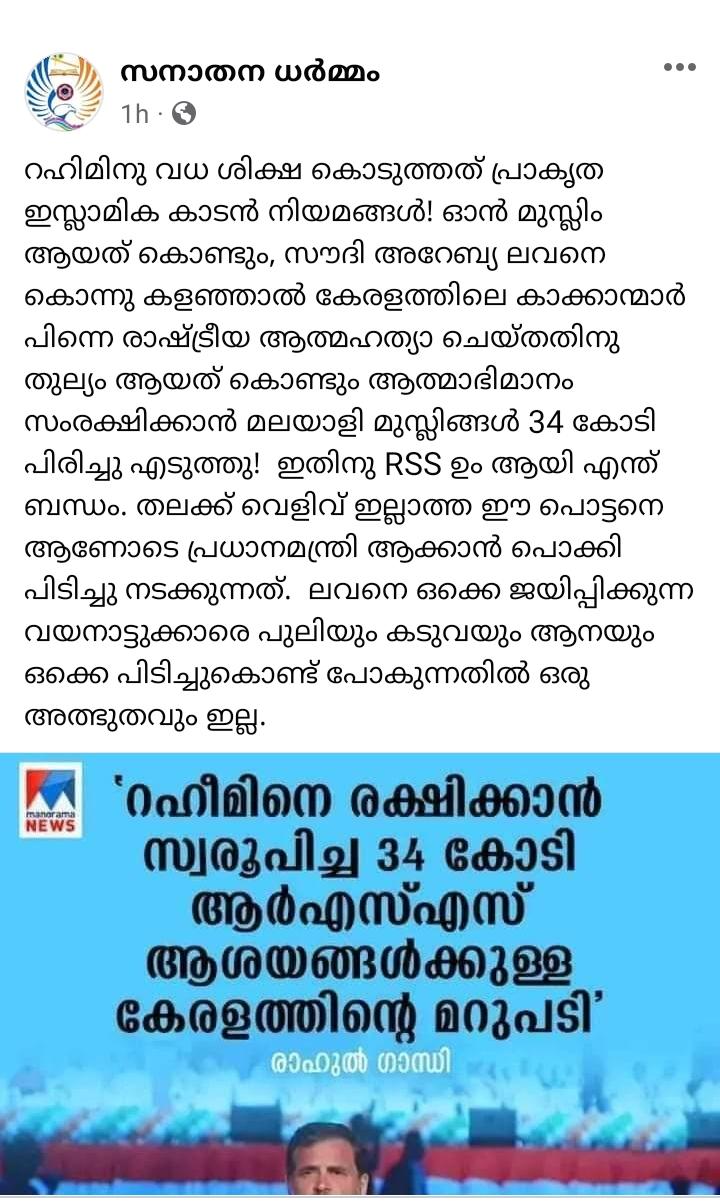 സനാതന ധർമ്മം
1h ·
റഹിമിനു വധ ശിക്ഷ കൊടുത്തത് പ്രാകൃത
ഇസ്ലാമിക കാടൻ നിയമങ്ങൾ! ഓൻ മുസ്ലിം
ആയത് കൊണ്ടും, സൗദി അറേബ്യ ലവനെ
കൊന്നു കളഞ്ഞാൽ കേരളത്തിലെ കാക്കാന്മാർ
പിന്നെ രാഷ്ട്രീയ ആത്മഹത്യാ ചെയ്തതിനു
തുല്യം ആയത് കൊണ്ടും ആത്മാഭിമാനം
സംരക്ഷിക്കാൻ മലയാളി മുസ്ലിങ്ങൾ 34 കോടി
പിരിച്ചു എടുത്തു! ഇതിനു RSS ഉം ആയി എന്ത്
ബന്ധം. തലക്ക് വെളിവ് ഇല്ലാത്ത ഈ പൊട്ടനെ
ആണോടെ പ്രധാനമന്ത്രി ആക്കാൻ പൊക്കി
പിടിച്ചു നടക്കുന്നത്. ലവനെ ഒക്കെ ജയിപ്പിക്കുന്ന
വയനാട്ടുക്കാരെ പുലിയും കടുവയും ആനയും
ഒക്കെ പിടിച്ചുകൊണ്ട് പോകുന്നതിൽ ഒരു
അത്ഭുതവും ഇല്ല.
manorama
NEWS
'റഹീമിനെ രക്ഷിക്കാൻ
സ്വരൂപിച്ച 34 കോടി
ആർഎസ്എസ്
ആശയങ്ങൾക്കുള്ള
കേരളത്തിന്റെ മറുപടി'
രാഹുൽ ഗാന്ധി